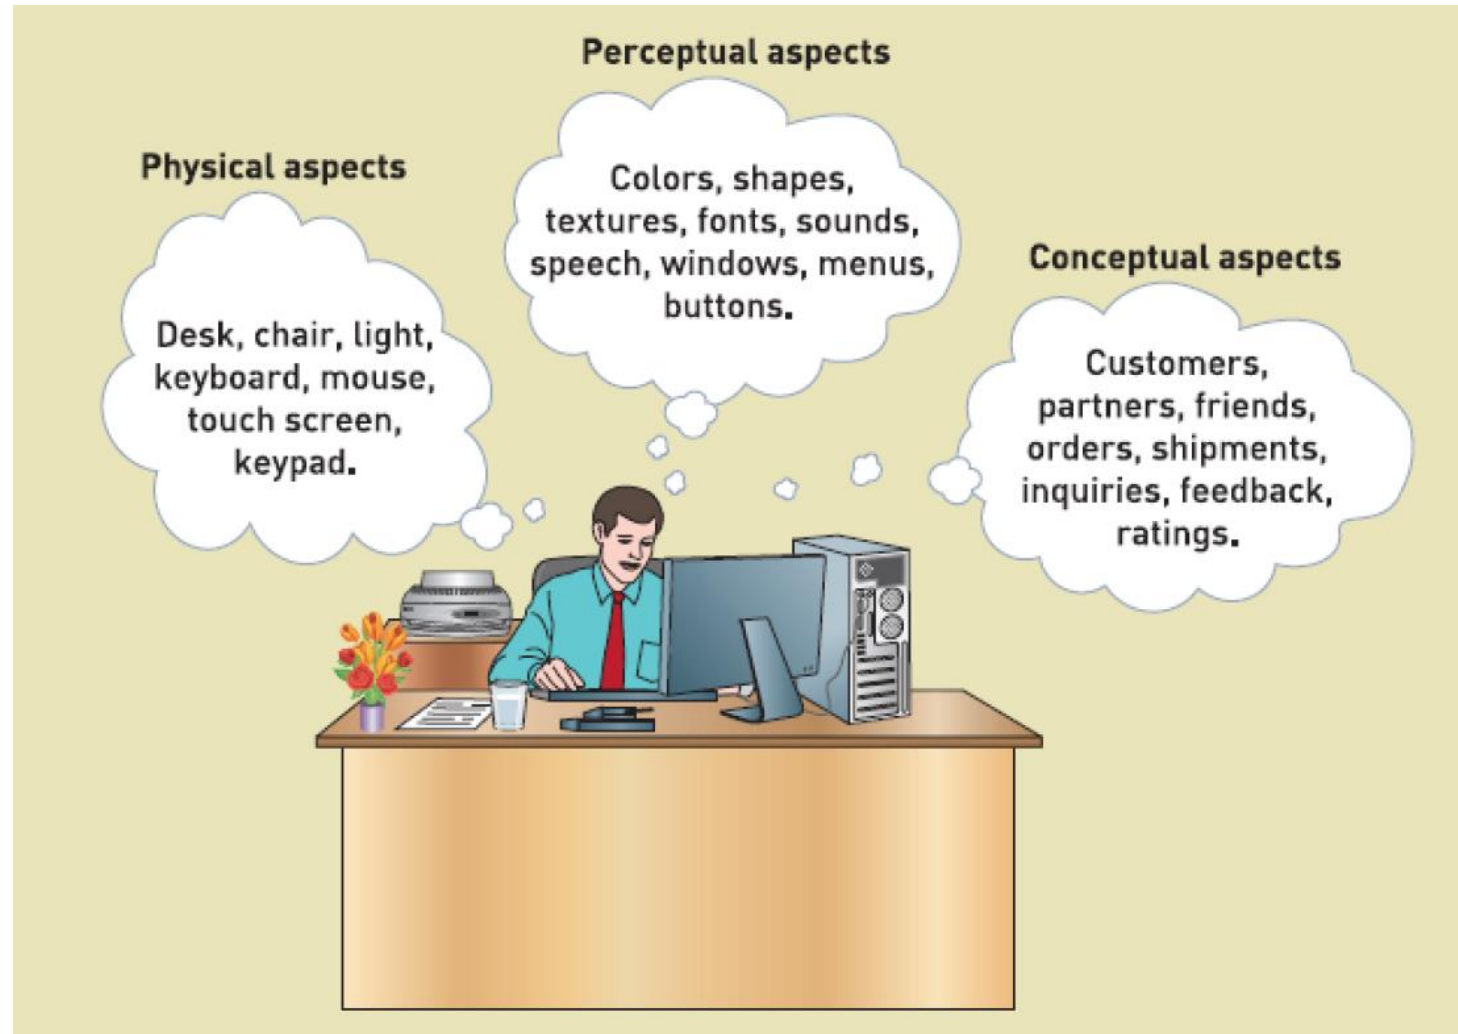 Perceptual aspects
Colors, shapes,
textures, fonts, sounds,
speech, windows, menus,
buttons.
Physical aspects
Desk, chair, light,
keyboard, mouse,
touch screen,
keypad.
Conceptual aspects
Customers,
partners, friends,
orders, shipments,
inquiries, feedback,
ratings.